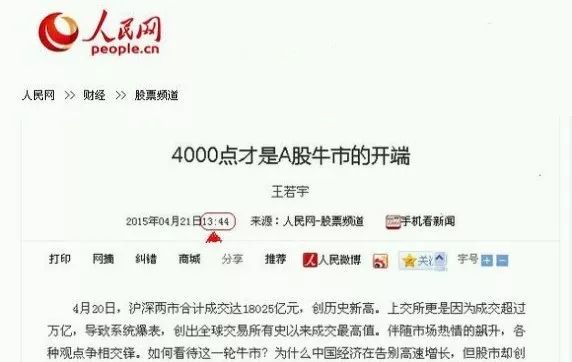 人民网
people.cn
人民网 >> 财经 >> 股票频道
4000点才是A股牛市的开端
王若宇
2015年04月21日13:44 来源：人民网-股票频道 手机看新闻
打印 网摘 纠错 商城 分享 推荐 人民微博 关注 字号
4月20日，沪深两市合计成交达18025亿元，创历史新高。上交所更是因为成交超过
万亿，导致系统爆表，创出全球交易所有史以来成交最高值。伴随市场热情的飙升，各
种观点争相交锋。如何看待这一轮牛市？为什么中国经济在告别高速增长，但股市却创